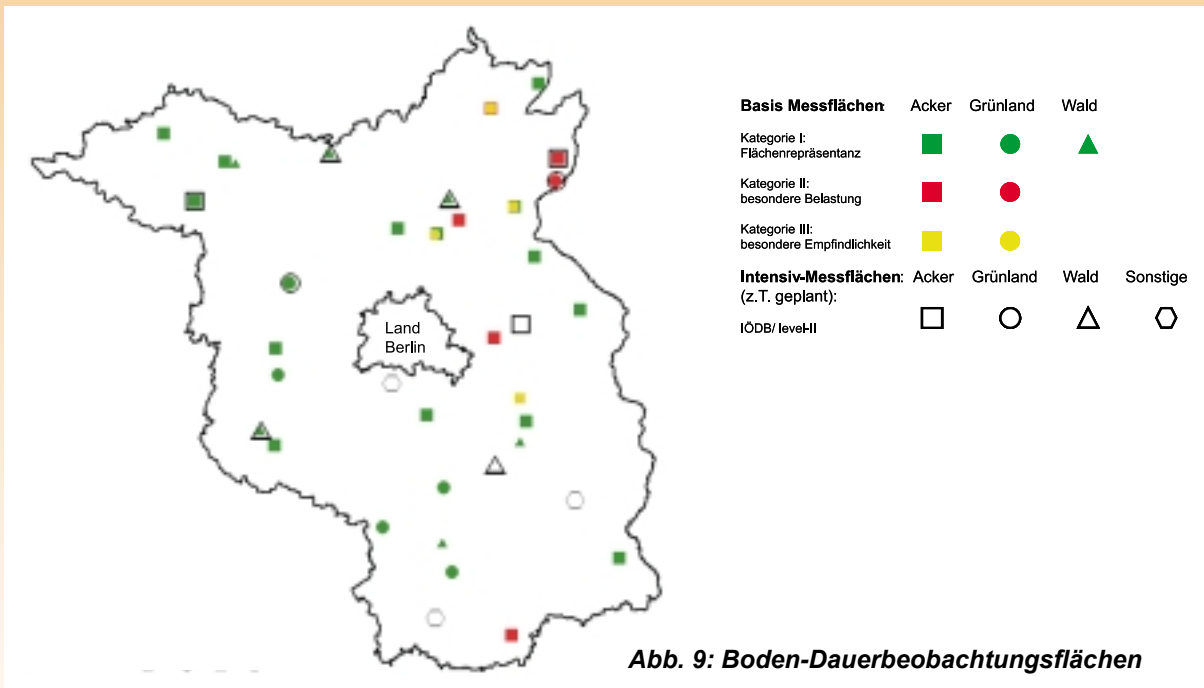 Basis Messflächen: Acker Grünland Wald
Kategorie I:
Flächenrepräsentanz
Kategorie II:
besondere Belastung
Kategorie III:
besondere Empfindlichkeit
Intensiv-Messflächen: Acker Grünland Wald Sonstige
(z.T. geplant):
IÖDB/ level-II
Land
Berlin
Abb. 9: Boden-Dauerbeobachtungsflächen